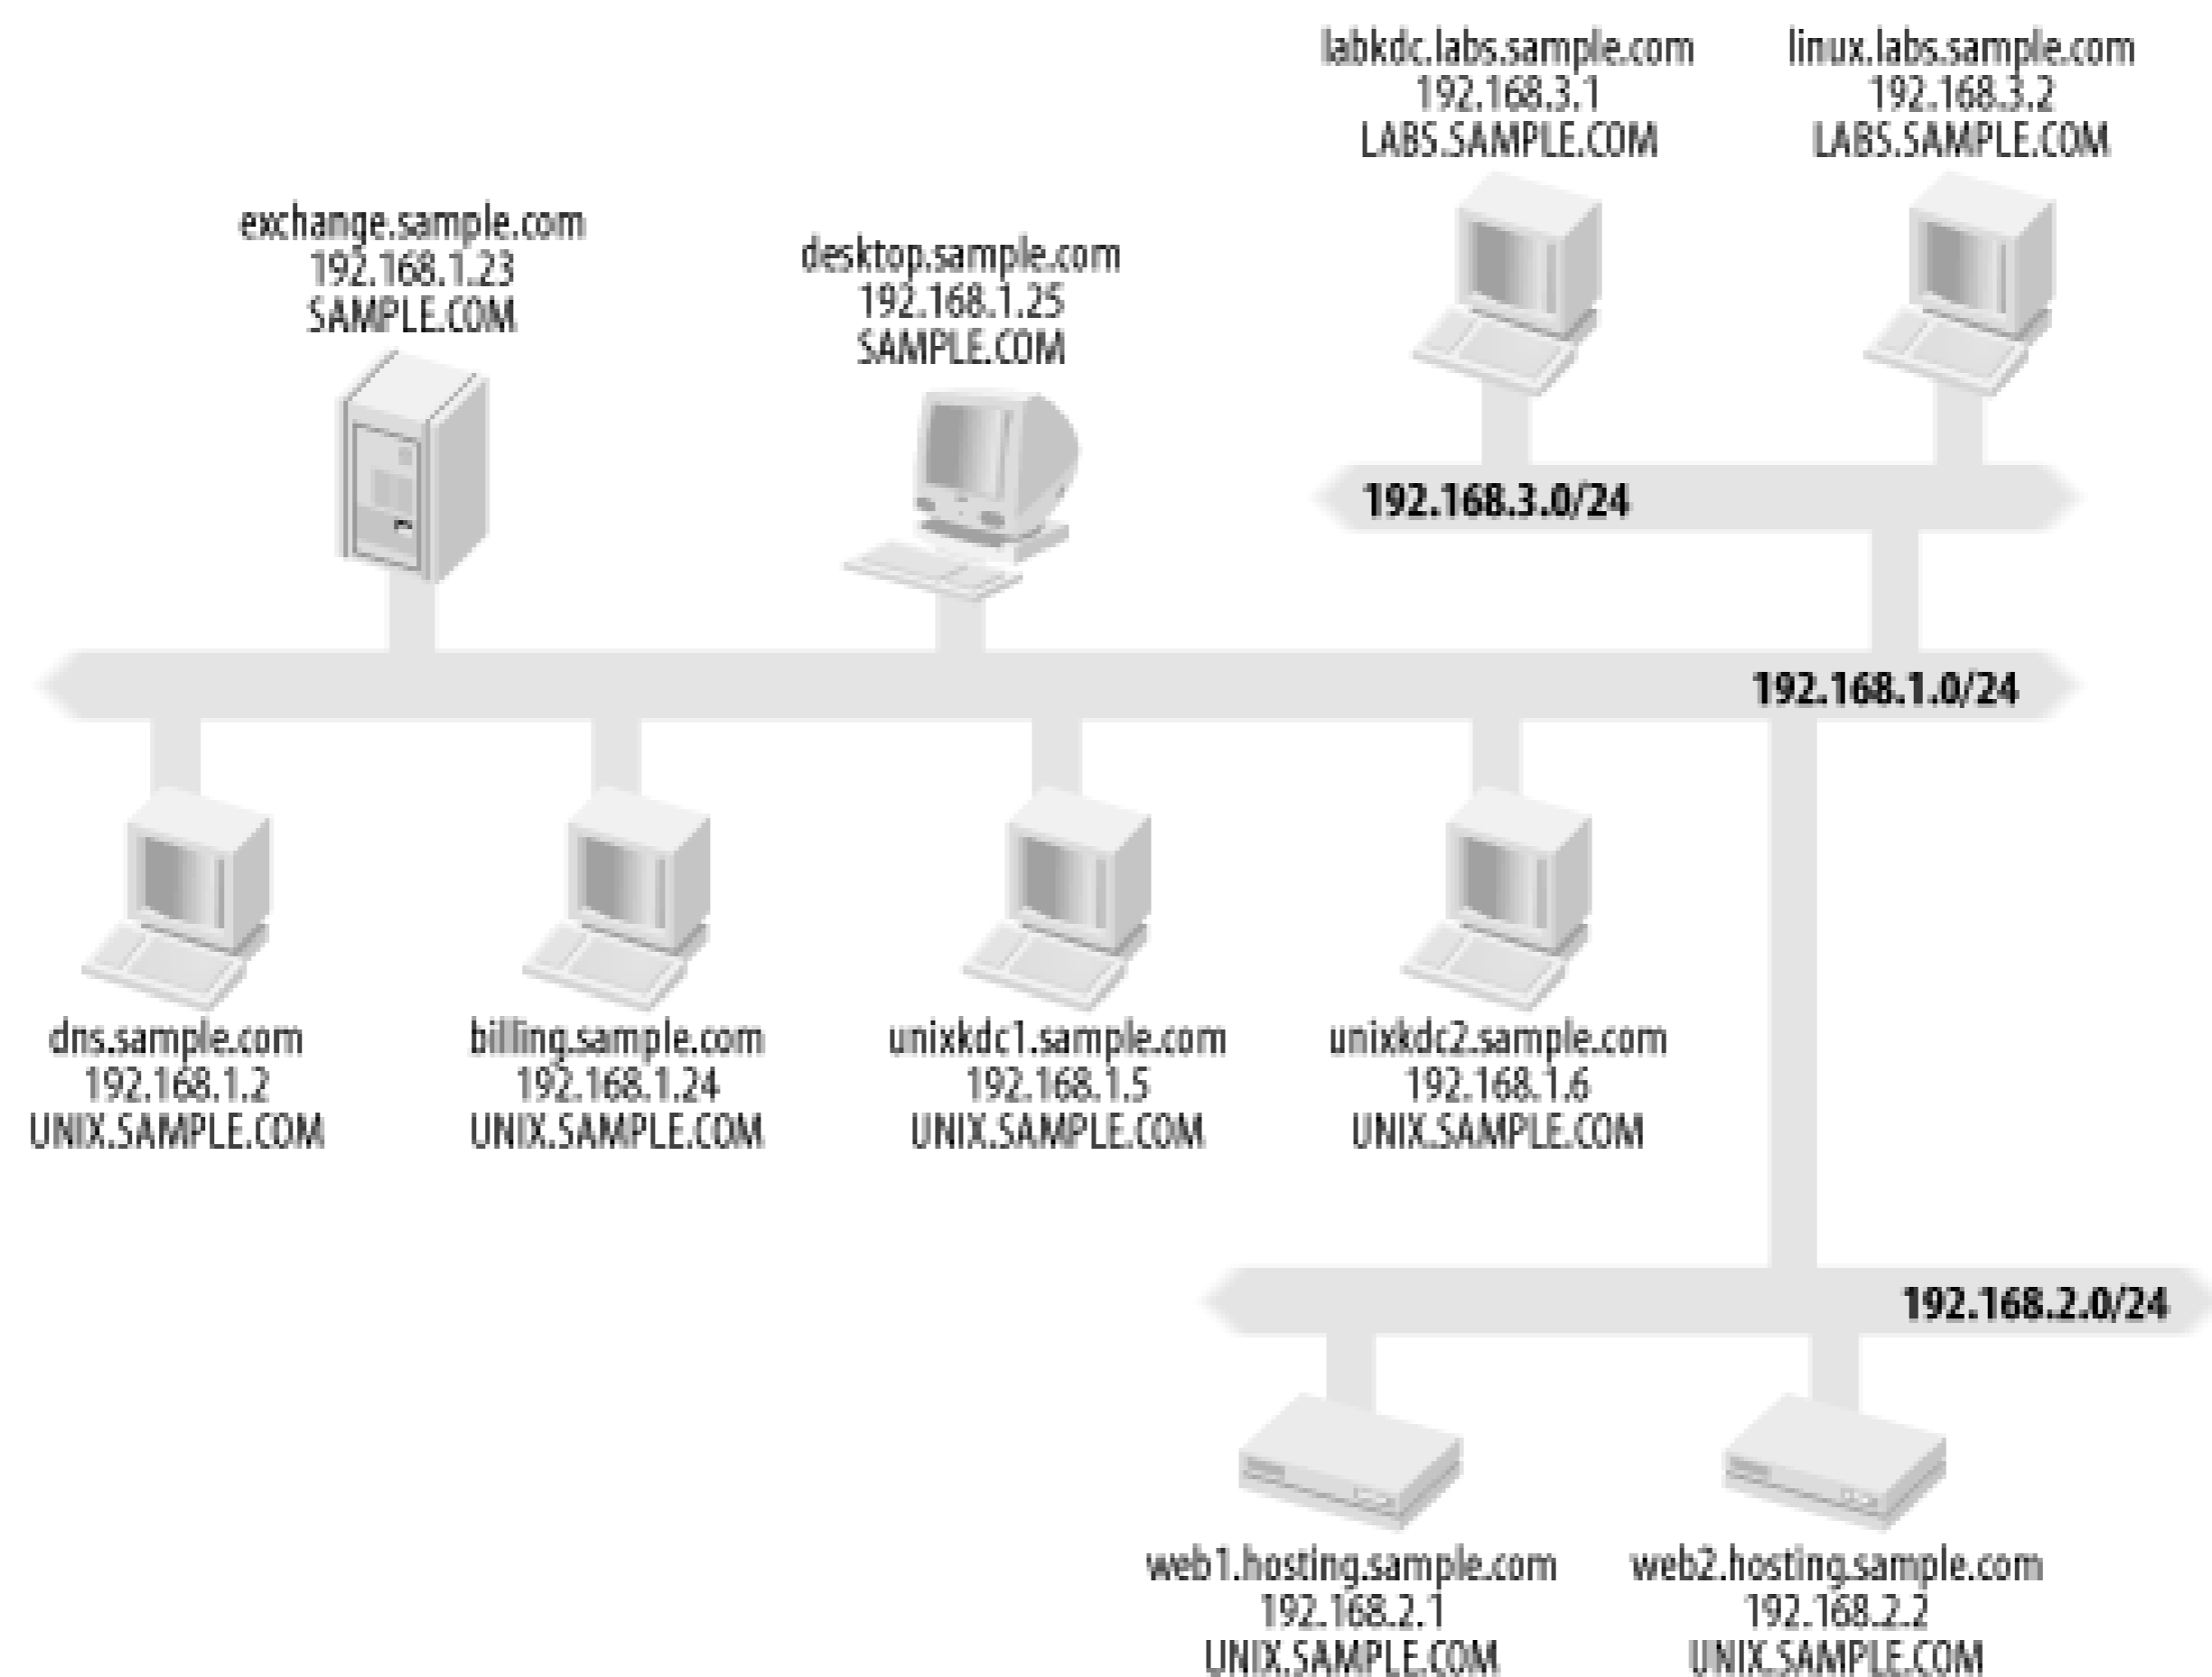 labkdc.labs.sample.com
192.168.3.1
LABS.SAMPLE.COM
linux.labs.sample.com
192.168.3.2
LABS.SAMPLE.COM
exchange.sample.com
192.168.1.23
SAMPLE.COM
desktop.sample.com
192.168.1.25
SAMPLE.COM
192.168.3.0/24
192.168.1.0/24
dns.sample.com
192.168.1.2
UNIX.SAMPLE.COM
billing.sample.com
192.168.1.24
UNIX.SAMPLE.COM
unixkdc1.sample.com
192.168.1.5
UNIX.SAMPLE.COM
unixkdc2.sample.com
192.168.1.6
UNIX.SAMPLE.COM
192.168.2.0/24
web1.hosting.sample.com
192.168.2.1
UNIX.SAMPLE.COM
web2.hosting.sample.com
192.168.2.2
UNIX.SAMPLE.COM